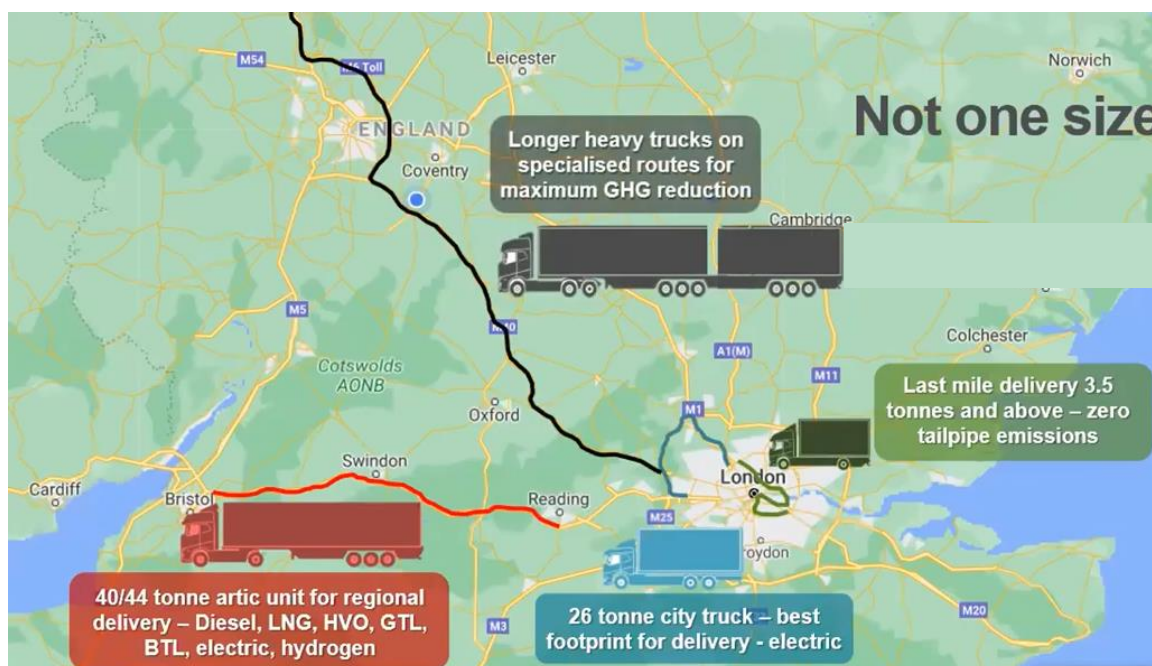 M54
M6 Toll
Leicester
Norwich
Not one size
ENGLAND
Longer heavy trucks on
specialised routes for
maximum GHG reduction
Coventry
Cambridge
M5
M40
Colchester
Cotswolds
AONB
A1(M)
M11
Last mile delivery 3.5
tonnes and above – zero
tailpipe emissions
M1
Oxford
Swindon
London
Cardiff
Bristol
Reading
M25
roydon
40/44 tonne artic unit for regional
delivery – Diesel, LNG, HVO, GTL,
BTL, electric, hydrogen
26 tonne city truck – best
footprint for delivery - electric
M3
M20